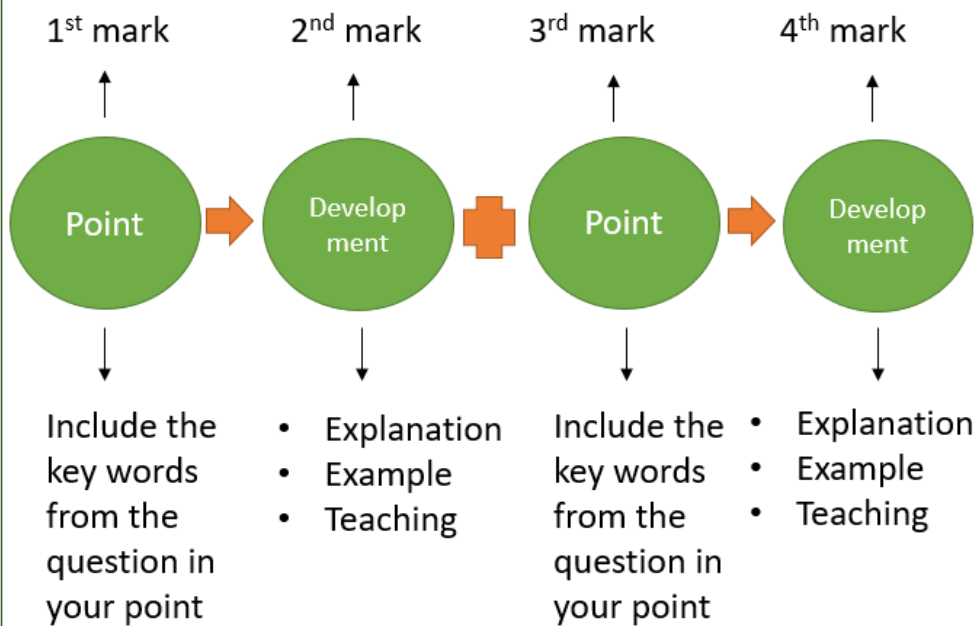 1st mark
2nd mark
3rd mark
4th mark
Point
Develop
ment
Point
Develop
ment
Include the
key words
from the
question in
your point
• Explanation
• Example
• Teaching
Include the
key words
from the
question in
your point
• Explanation
• Example
• Teaching